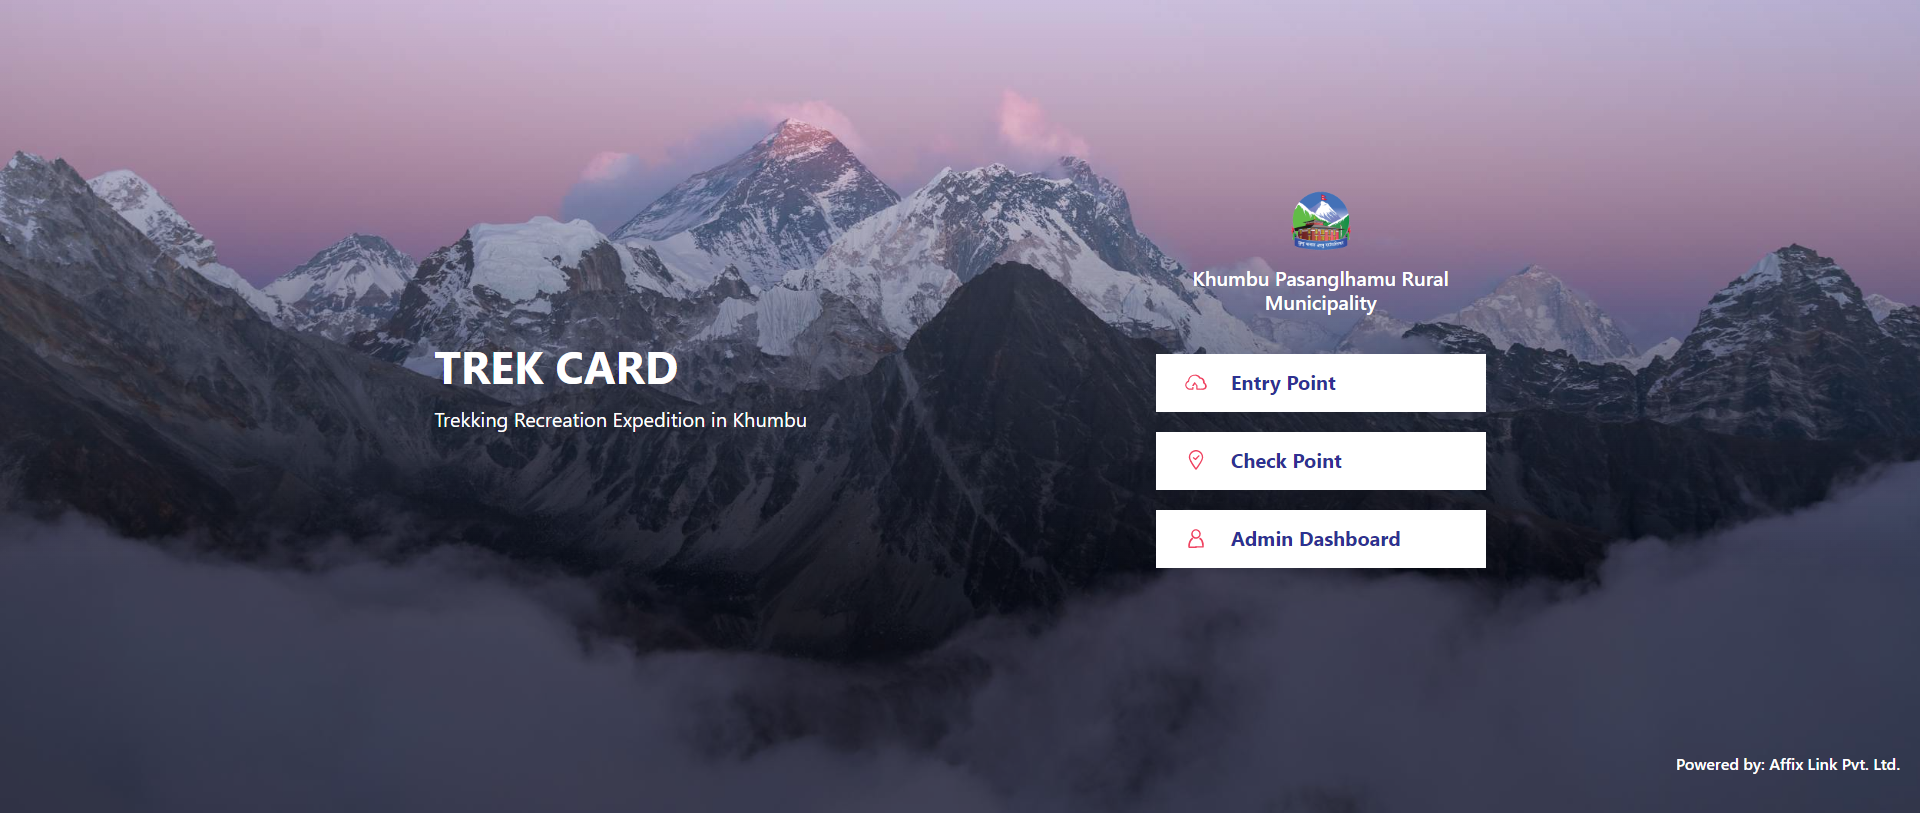 Khumbu Pasanglhamu Rural
Municipality
TREK CARD
Trekking Recreation Expedition in Khumbu
Entry Point
Check Point
Admin Dashboard
Powered by: Affix Link Pvt. Ltd.